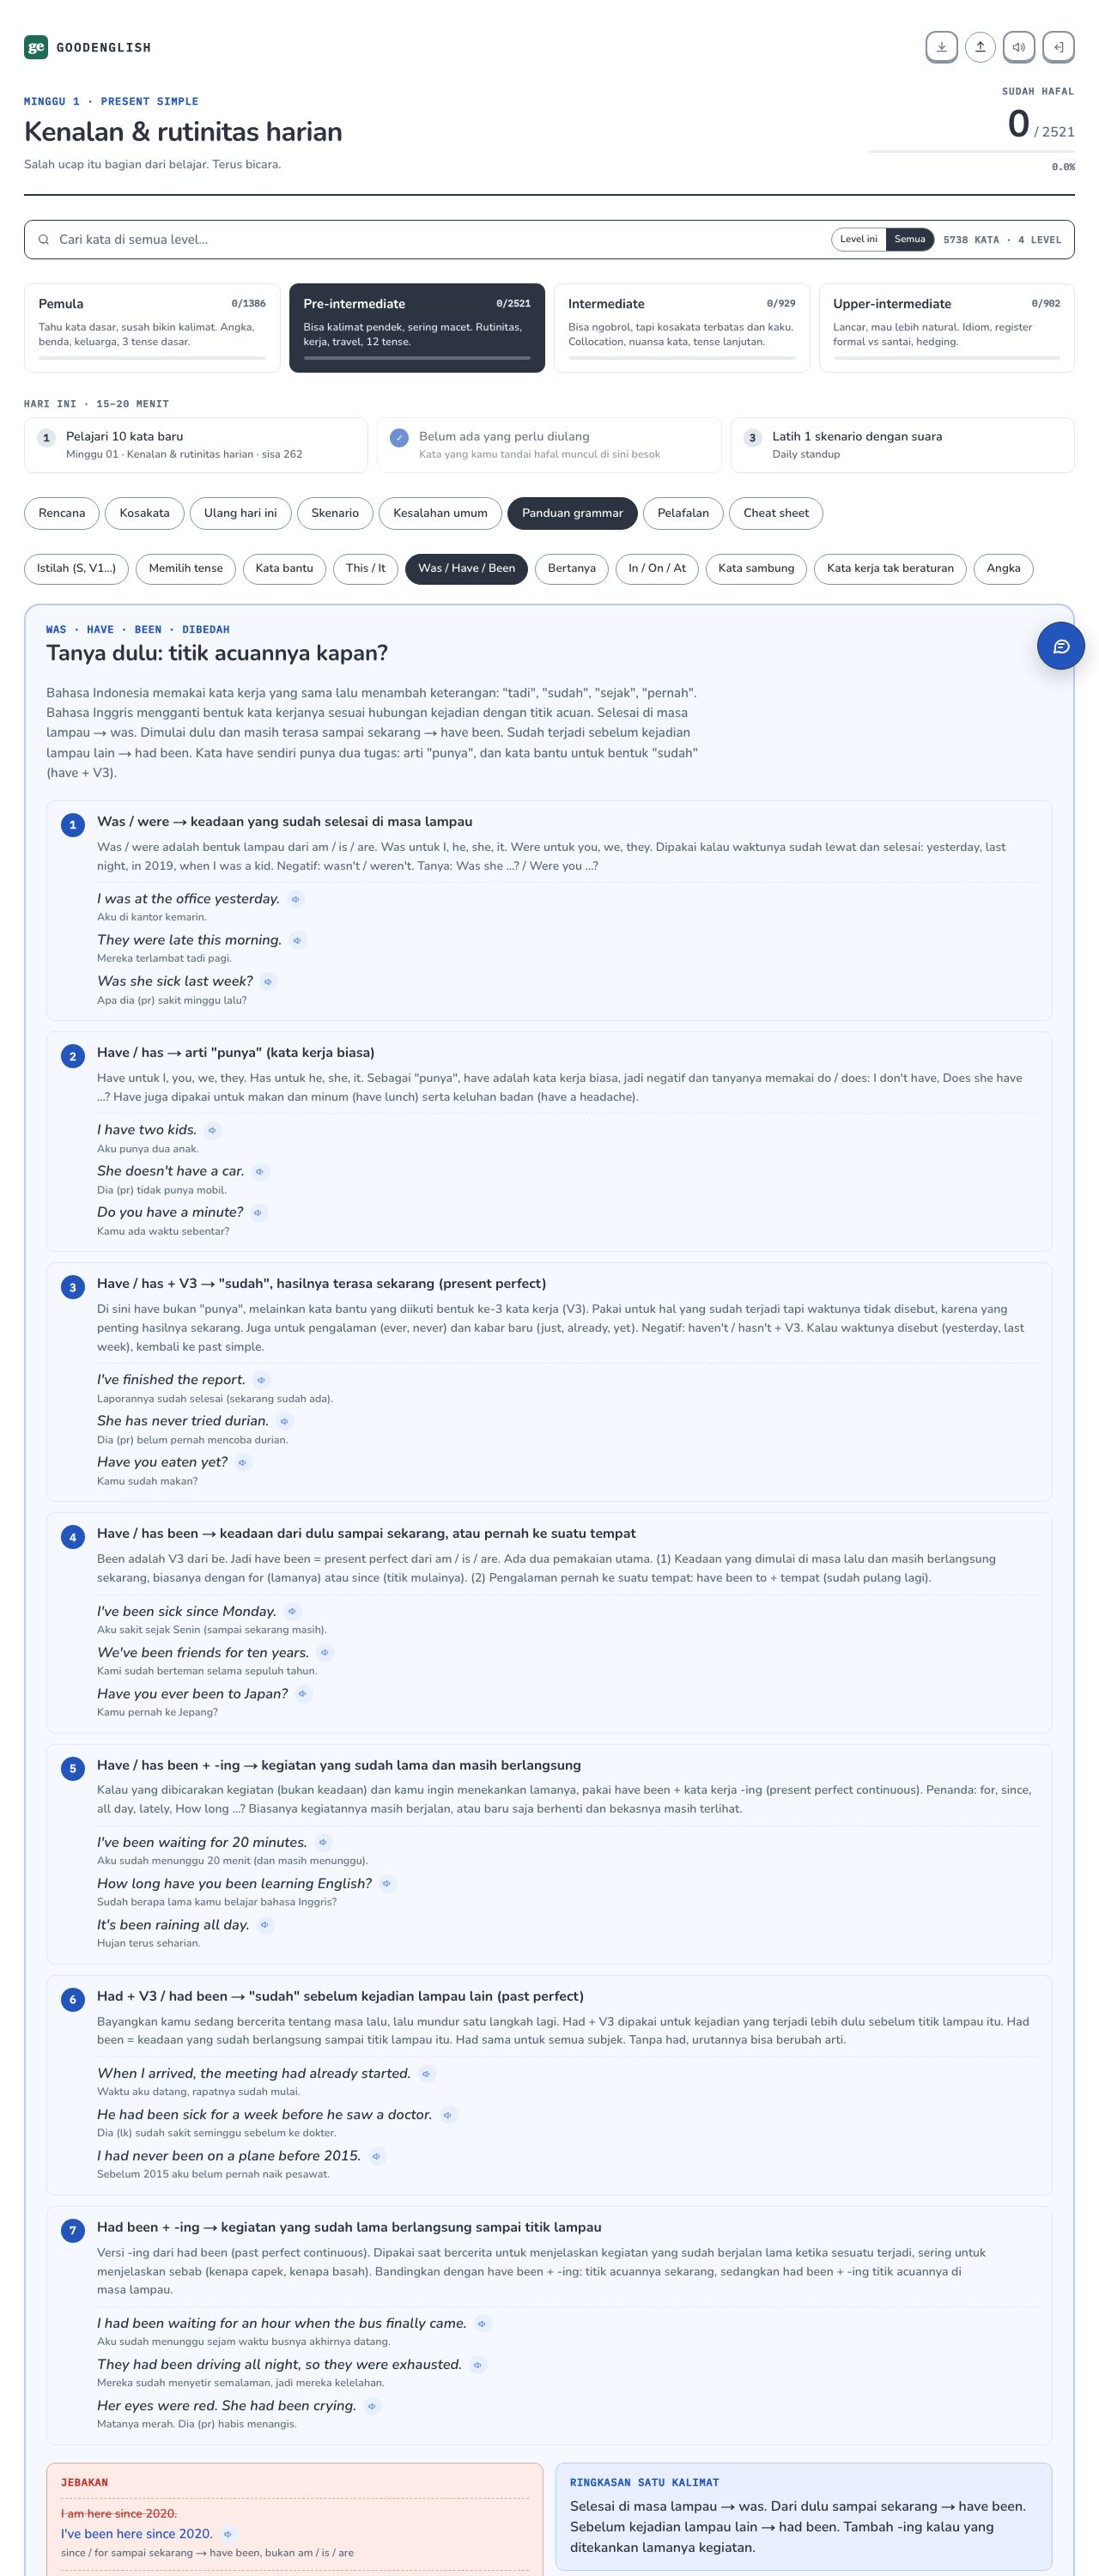 ge GOODENGLISH
MINGGU 1 · PRESENT SIMPLE
Kenalan & rutinitas harian
Salah ucap itu bagian dari belajar. Terus bicara.
SUDAH HAFAL
0 / 2521
0.0%
Cari kata di semua level...
Level ini
Semua
5738 KATA · 4 LEVEL
Pemula
0/1386
Tahu kata dasar, susah bikin kalimat. Angka,
benda, keluarga, 3 tense dasar.
Pre-intermediate
0/2521
Bisa kalimat pendek, sering macet. Rutinitas,
kerja, travel, 12 tense.
Intermediate
0/929
Bisa ngobrol, tapi kosakata terbatas dan kaku.
Collocation, nuansa kata, tense lanjutan.
Upper-intermediate
0/902
Lancar, mau lebih natural. Idiom, register
formal vs santai, hedging.
HARI INI · 15–20 MENIT
1
Pelajari 10 kata baru
Minggu 01 · Kenalan & rutinitas harian · sisa 262
✓
Belum ada yang perlu diulang
Kata yang kamu tandai hafal muncul di sini besok
3
Latih 1 skenario dengan suara
Daily standup
Rencana
Kosakata
Ulang hari ini
Skenario
Kesalahan umum
Panduan grammar
Pelafalan
Cheat sheet
Istilah (S, V1…)
Memilih tense
Kata bantu
This / It
Was / Have / Been
Bertanya
In / On / At
Kata sambung
Kata kerja tak beraturan
Angka
WAS · HAVE · BEEN · DIBEDAH
Tanya dulu: titik acuannya kapan?
Bahasa Indonesia memakai kata kerja yang sama lalu menambah keterangan: "tadi", "sudah", "sejak", "pernah".
Bahasa Inggris mengganti bentuk kata kerjanya sesuai hubungan kejadian dengan titik acuan. Selesai di masa
lampau → was. Dimulai dulu dan masih terasa sampai sekarang → have been. Sudah terjadi sebelum kejadian
lampau lain → had been. Kata have sendiri punya dua tugas: arti "punya", dan kata bantu untuk bentuk "sudah"
(have + V3).
1
Was / were → keadaan yang sudah selesai di masa lampau
Was / were adalah bentuk lampau dari am / is / are. Was untuk I, he, she, it. Were untuk you, we, they. Dipakai kalau waktunya sudah lewat dan selesai: yesterday, last
night, in 2019, when I was a kid. Negatif: wasn't / weren't. Tanya: Was she …? / Were you …?
I was at the office yesterday.
Aku di kantor kemarin.
They were late this morning.
Mereka terlambat tadi pagi.
Was she sick last week?
Apa dia (pr) sakit minggu lalu?
2
Have / has → arti "punya" (kata kerja biasa)
Have untuk I, you, we, they. Has untuk he, she, it. Sebagai "punya", have adalah kata kerja biasa, jadi negatif dan tanyanya memakai do / does: I don't have, Does she have
…? Have juga dipakai untuk makan dan minum (have lunch) serta keluhan badan (have a headache).
I have two kids.
Aku punya dua anak.
She doesn't have a car.
Dia (pr) tidak punya mobil.
Do you have a minute?
Kamu ada waktu sebentar?
3
Have / has + V3 → "sudah", hasilnya terasa sekarang (present perfect)
Di sini have bukan "punya", melainkan kata bantu yang diikuti bentuk ke-3 kata kerja (V3). Pakai untuk hal yang sudah terjadi tapi waktunya tidak disebut, karena yang
penting hasilnya sekarang. Juga untuk pengalaman (ever, never) dan kabar baru (just, already, yet). Negatif: haven't / hasn't + V3. Kalau waktunya disebut (yesterday, last
week), kembali ke past simple.
I've finished the report.
Laporannya sudah selesai (sekarang sudah ada).
She has never tried durian.
Dia (pr) belum pernah mencoba durian.
Have you eaten yet?
Kamu sudah makan?
4
Have / has been → keadaan dari dulu sampai sekarang, atau pernah ke suatu tempat
Been adalah V3 dari be. Jadi have been = present perfect dari am / is / are. Ada dua pemakaian utama. (1) Keadaan yang dimulai di masa lalu dan masih berlangsung
sekarang, biasanya dengan for (lamanya) atau since (titik mulainya). (2) Pengalaman pernah ke suatu tempat: have been to + tempat (sudah pulang lagi).
I've been sick since Monday.
Aku sakit sejak Senin (sampai sekarang masih).
We've been friends for ten years.
Kami sudah berteman selama sepuluh tahun.
Have you ever been to Japan?
Kamu pernah ke Jepang?
5
Have / has been + -ing → kegiatan yang sudah lama dan masih berlangsung
Kalau yang dibicarakan kegiatan (bukan keadaan) dan kamu ingin menekankan lamanya, pakai have been + kata kerja -ing (present perfect continuous). Penanda: for, since,
all day, lately, How long …? Biasanya kegiatannya masih berjalan, atau baru saja berhenti dan bekasnya masih terlihat.
I've been waiting for 20 minutes.
Aku sudah menunggu 20 menit (dan masih menunggu).
How long have you been learning English?
Sudah berapa lama kamu belajar bahasa Inggris?
It's been raining all day.
Hujan terus seharian.
6
Had + V3 / had been → "sudah" sebelum kejadian lampau lain (past perfect)
Bayangkan kamu sedang bercerita tentang masa lalu, lalu mundur satu langkah lagi. Had + V3 dipakai untuk kejadian yang terjadi lebih dulu sebelum titik lampau itu. Had
been = keadaan yang sudah berlangsung sampai titik lampau itu. Had sama untuk semua subjek. Tanpa had, urutannya bisa berubah arti.
When I arrived, the meeting had already started.
Waktu aku datang, rapatnya sudah mulai.
He had been sick for a week before he saw a doctor.
Dia (lk) sudah sakit seminggu sebelum ke dokter.
I had never been on a plane before 2015.
Sebelum 2015 aku belum pernah naik pesawat.
7
Had been + -ing → kegiatan yang sudah lama berlangsung sampai titik lampau
Versi -ing dari had been (past perfect continuous). Dipakai saat bercerita untuk menjelaskan kegiatan yang sudah berjalan lama ketika sesuatu terjadi, sering untuk
menjelaskan sebab (kenapa capek, kenapa basah). Bandingkan dengan have been + -ing: titik acuannya sekarang, sedangkan had been + -ing titik acuannya di
masa lampau.
I had been waiting for an hour when the bus finally came.
Aku sudah menunggu sejam waktu busnya akhirnya datang.
They had been driving all night, so they were exhausted.
Mereka sudah menyetir semalaman, jadi mereka kelelahan.
Her eyes were red. She had been crying.
Matanya merah. Dia (pr) habis menangis.
JEBAKAN
I am here since 2020.
I've been here since 2020.
since / for sampai sekarang → have been, bukan am / is / are
RINGKASAN SATU KALIMAT
Selesai di masa lampau → was. Dari dulu sampai sekarang → have been.
Sebelum kejadian lampau lain → had been. Tambah -ing kalau yang
ditekankan lamanya kegiatan.